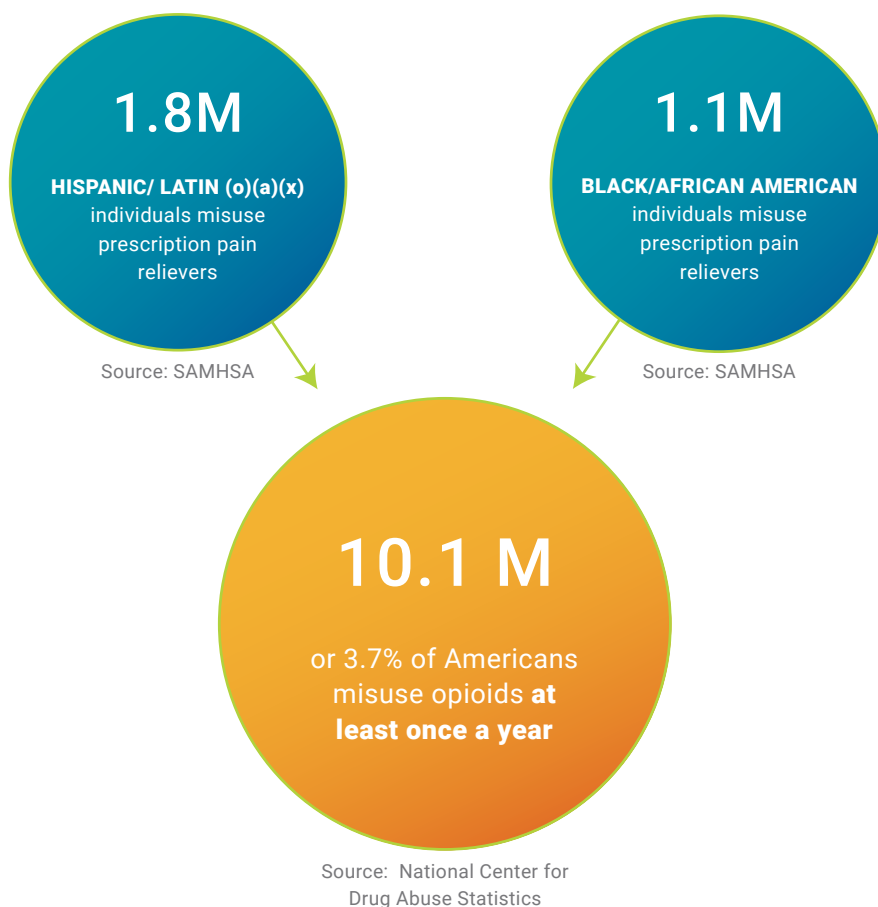 1.8M
HISPANIC/ LATIN (o)(a)(x)
individuals misuse
prescription pain
relievers
Source: SAMHSA
1.1M
BLACK/AFRICAN AMERICAN
individuals misuse
prescription pain
relievers
Source: SAMHSA
10.1 M
or 3.7% of Americans
misuse opioids at
least once a year
Source: National Center for
Drug Abuse Statistics